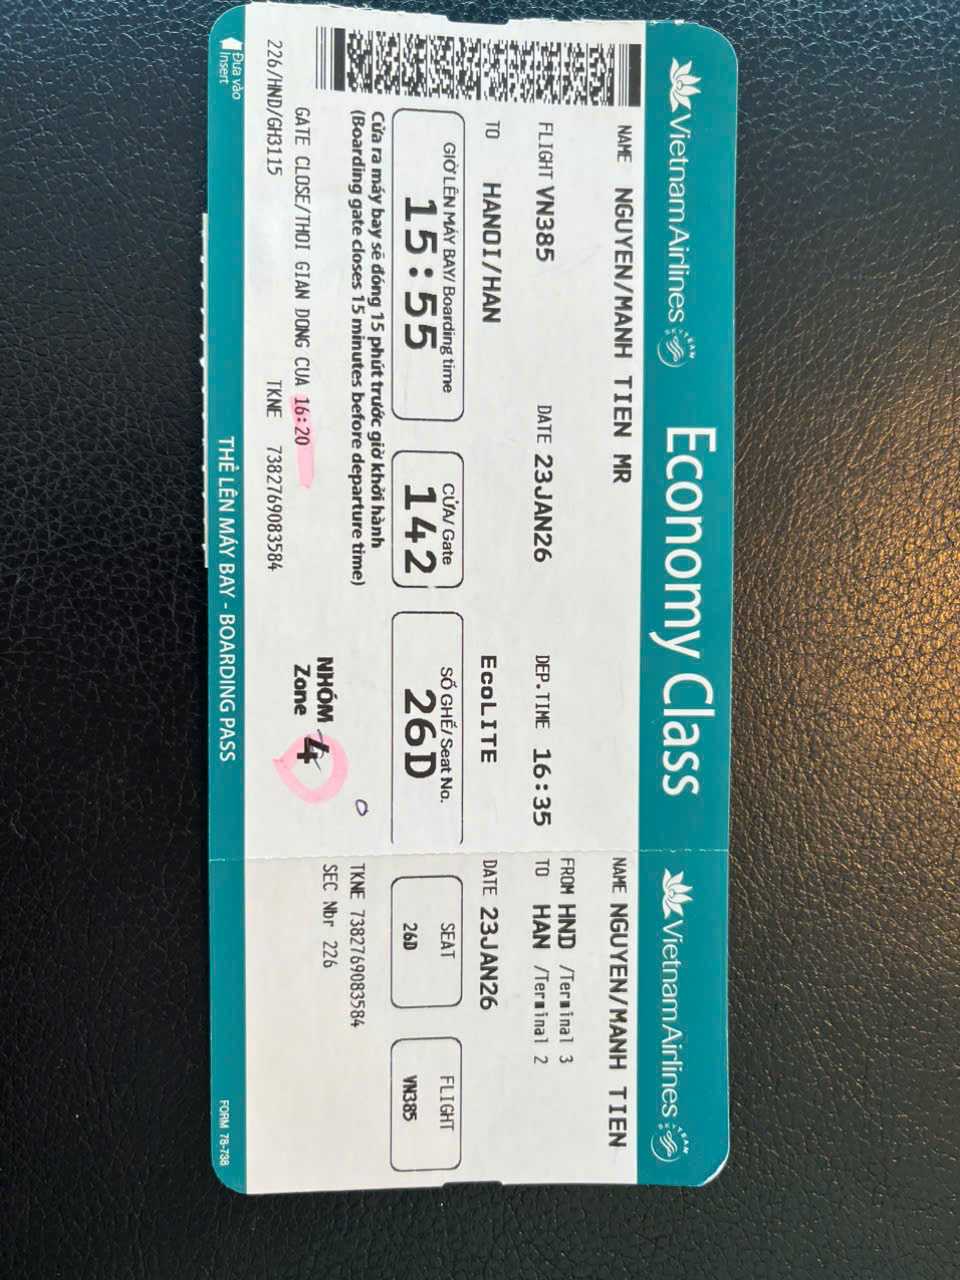 Vietnam Airlines
SKYTEAM
Economy Class
NAME NGUYEN/MANH TIEN MR
FLIGHT VN385 DATE 23JAN26 DEP.TIME 16:35
TO HANOI/HAN EcoLITE
GIỜ LÊN MÁY BAY/ Boarding time
15:55
CỬA/ Gate
142
SỐ GHẾ/ Seat No.
26D
Cửa ra máy bay sẽ đóng 15 phút trước giờ khởi hành
(Boarding gate closes 15 minutes before departure time)
NHÓM
Zone 4
GATE CLOSE/THOI GIAN DONG CUA 16:20
226/HND/GH3115 TKNE 7382769083584
Đưa vào
Insert
THẺ LÊN MÁY BAY - BOARDING PASS
Vietnam Airlines
SKYTEAM
NAME NGUYEN/MANH TIEN
FROM HND /Terminal 3
TO HAN /Terminal 2
DATE 23JAN26
SEAT
26D
FLIGHT
VN385
TKNE 7382769083584
SEC Nbr 226
FORM 78-738